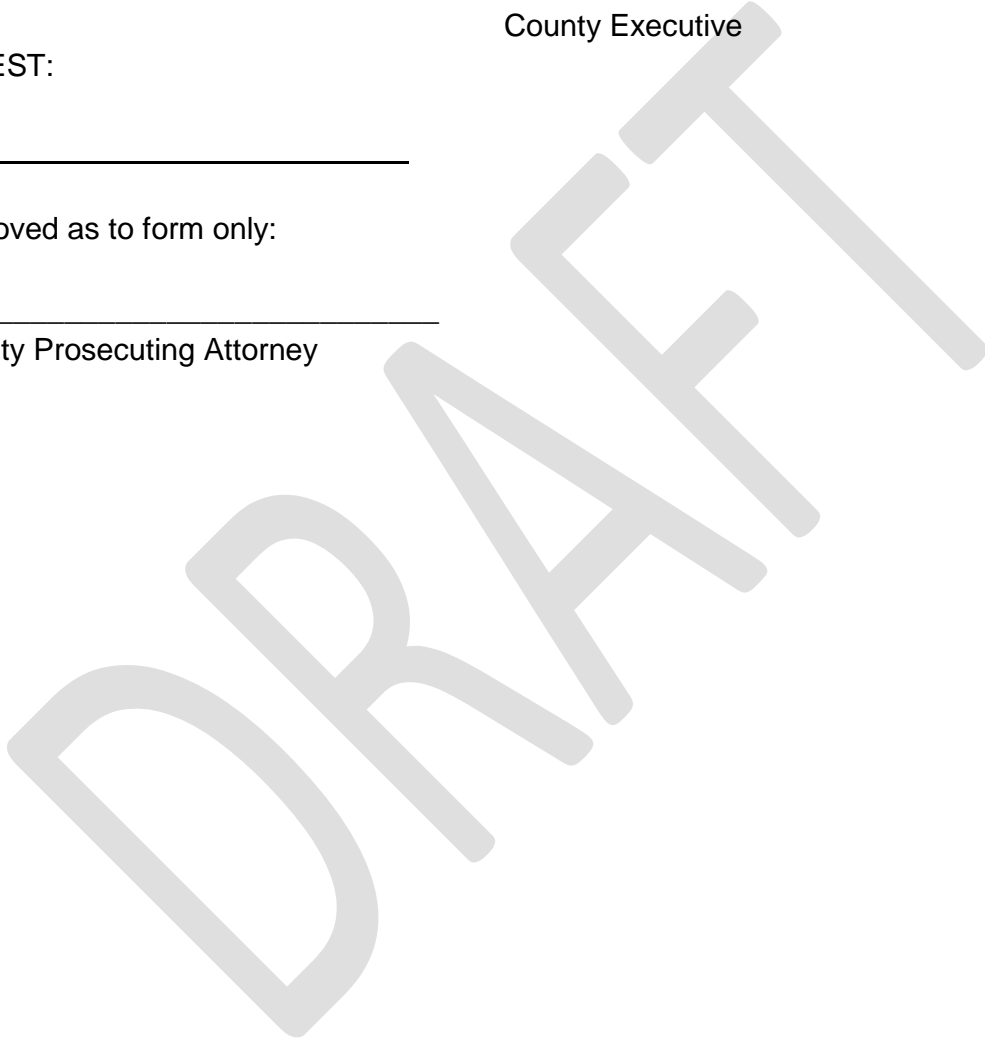 County Executive
EST:
oved as to form only:
ty Prosecuting Attorney
DRAFT